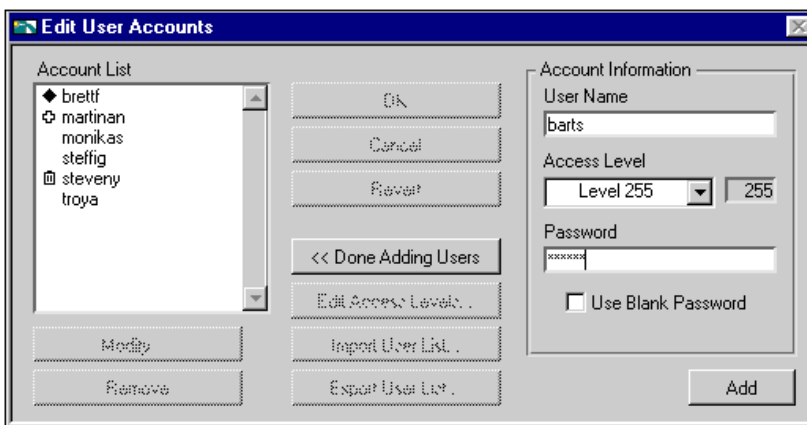 Edit User Accounts
Account List
brettf
martinan
monikas
steffig
steveny
troya
OK
Cancel
Revert
<< Done Adding Users
Edit Access Levels...
Import User List...
Export User List...
Modify
Remove
Account Information
User Name
barts
Access Level
Level 255
255
Password
xxxxxx
Use Blank Password
Add